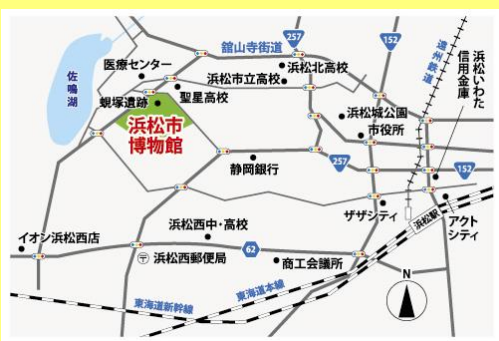 257
152
舘山寺街道
遠州鉄道
浜松いわた
信用金庫
佐鳴湖
医療センター
浜松北高校
浜松市立高校
蜆塚遺跡
聖星高校
浜松城公園
浜松市
博物館
市役所
静岡銀行
257
152
ザザシティ
浜松駅
アクト
シティ
浜松西中・高校
イオン浜松西店
62
〒 浜松西郵便局
商工会議所
N
東海道新幹線
東海道本線